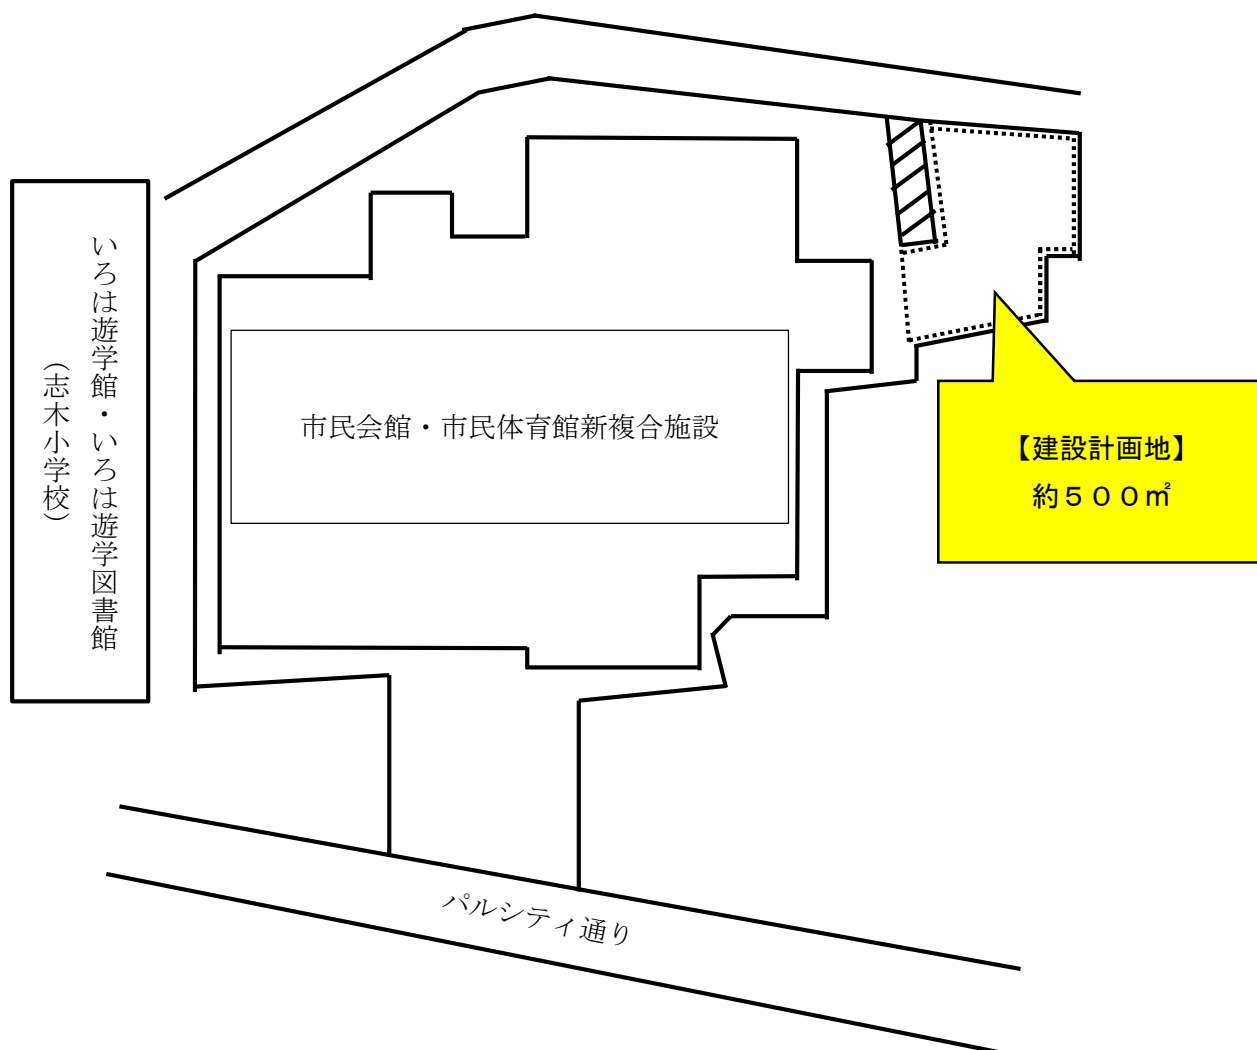 いろは遊学館・いろは遊学図書館
（志木小学校）
市民会館・市民体育館新複合施設
【建設計画地】
約５００㎡
パルシティ通り